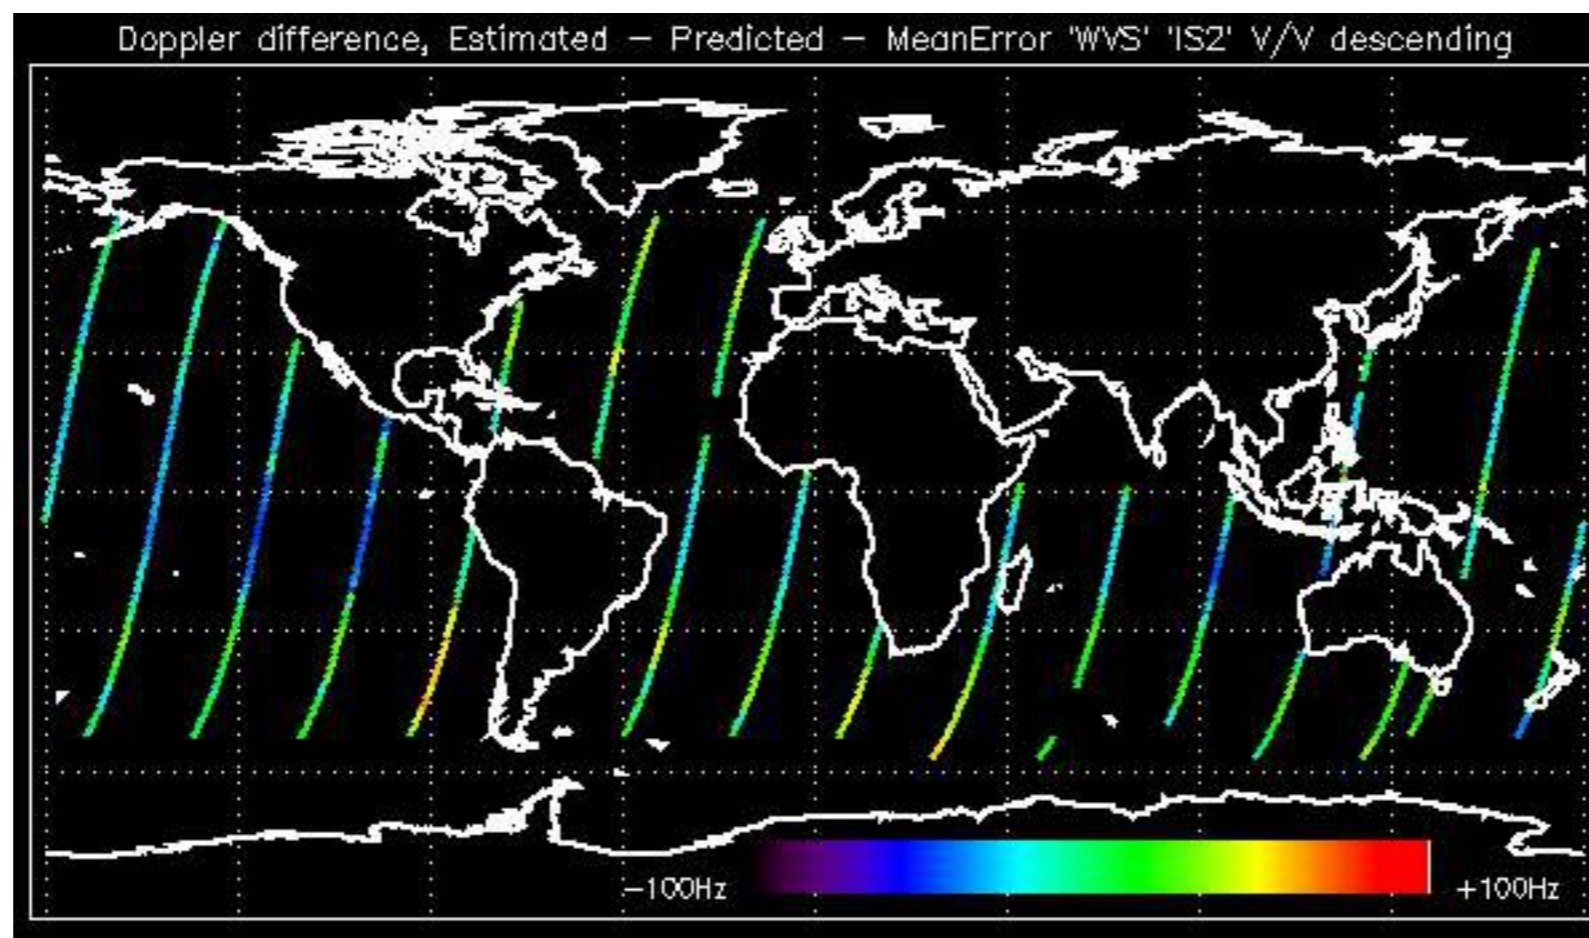 Doppler difference, Estimated - Predicted - MeanError 'WVS' 'IS2' V/V descending
-100Hz
+100Hz